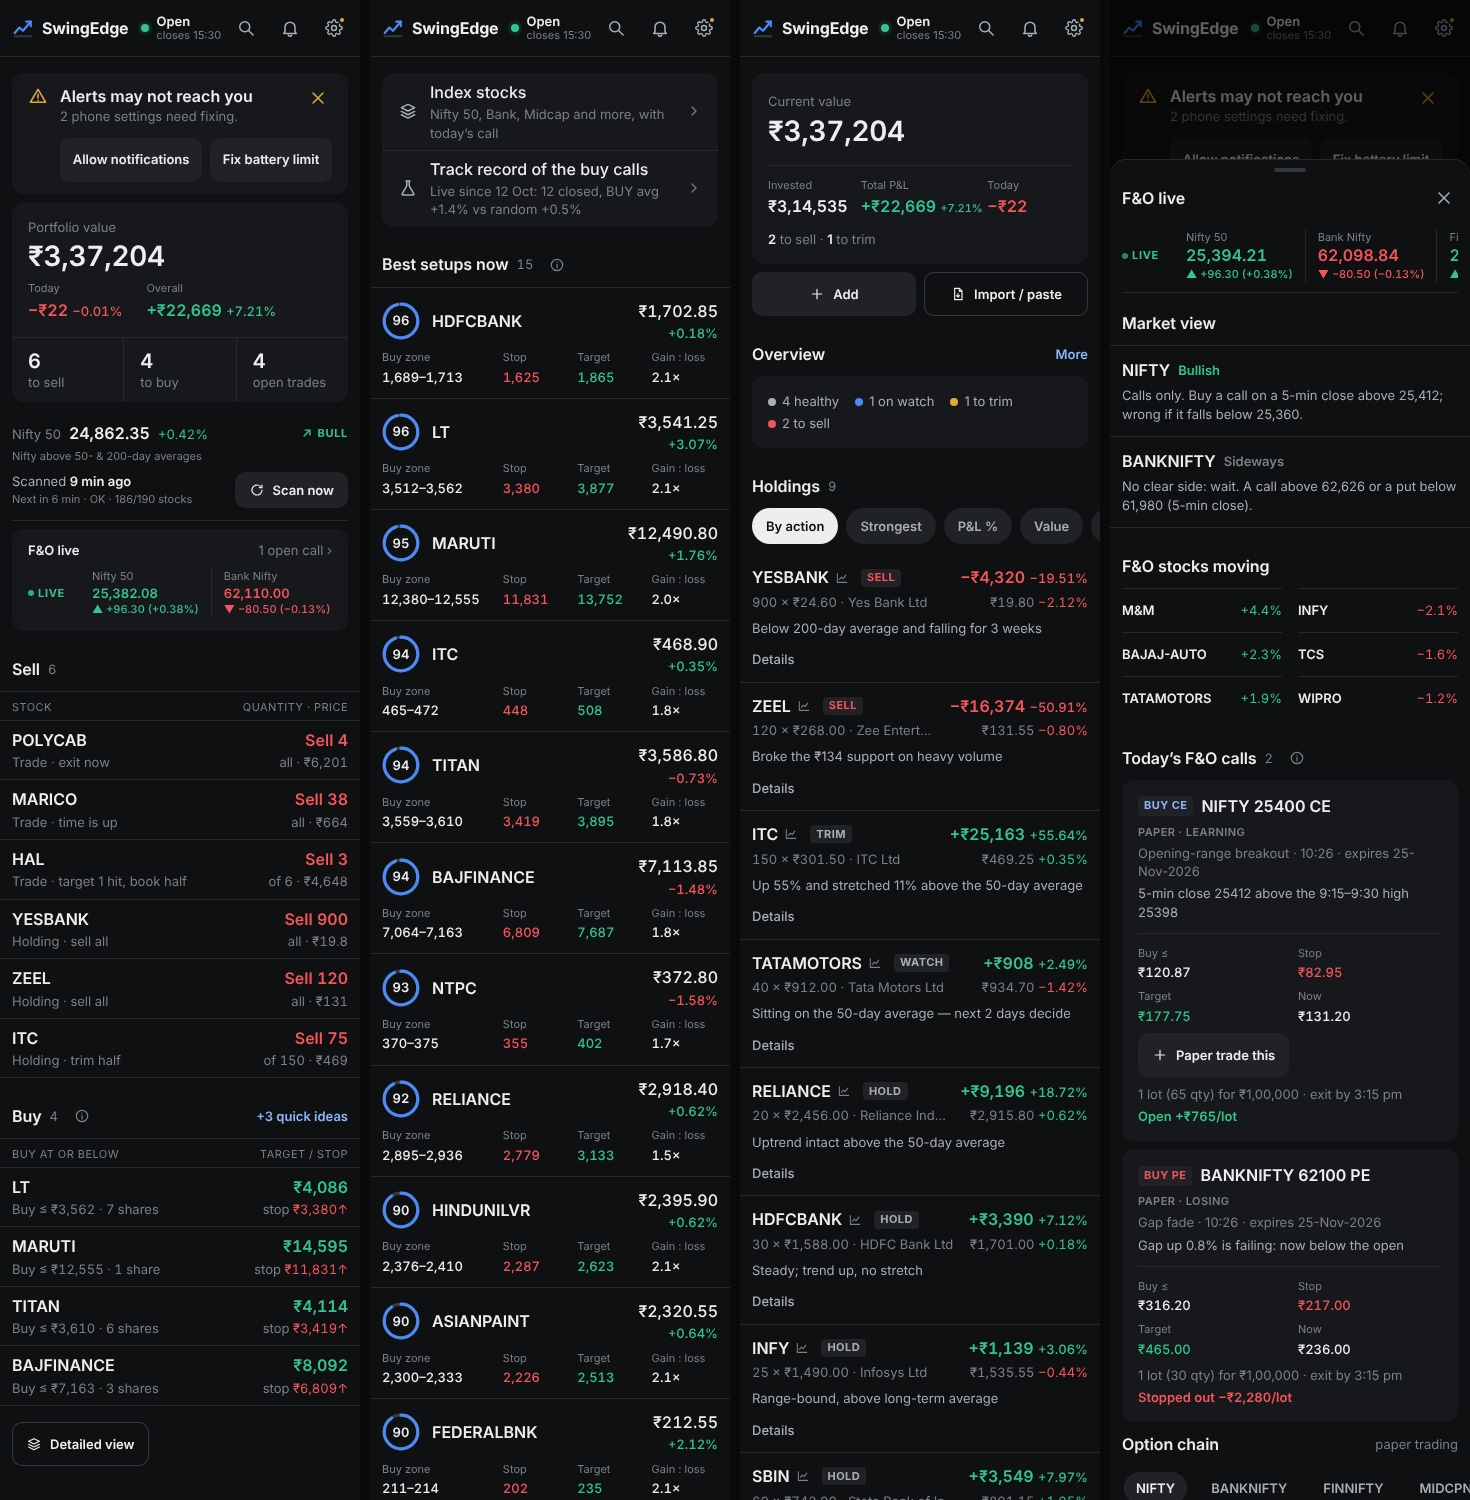 SwingEdge
Open
closes 15:30
Alerts may not reach you
2 phone settings need fixing.
Allow notifications
Fix battery limit
Portfolio value
₹3,37,204
Today
Overall
−₹22 −0.01%
+₹22,669 +7.21%
6
4
4
to sell
to buy
open trades
Nifty 50 24,862.35 +0.42%
BULL
Nifty above 50- & 200-day averages
Scanned 9 min ago
Next in 6 min · OK · 186/190 stocks
Scan now
F&O live
1 open call ›
LIVE
Nifty 50
25,382.08
▲ +96.30 (+0.38%)
Bank Nifty
62,110.00
▼ −80.50 (−0.13%)
Sell 6
STOCK
QUANTITY · PRICE
POLYCAB
Sell 4
Trade · exit now
all · ₹6,201
MARICO
Sell 38
Trade · time is up
all · ₹664
HAL
Sell 3
Trade · target 1 hit, book half
of 6 · ₹4,648
YESBANK
Sell 900
Holding · sell all
all · ₹19.8
ZEEL
Sell 120
Holding · sell all
all · ₹131
ITC
Sell 75
Holding · trim half
of 150 · ₹469
Buy 4
+3 quick ideas
BUY AT OR BELOW
TARGET / STOP
LT
₹4,086
Buy ≤ ₹3,562 · 7 shares
stop ₹3,380↑
MARUTI
₹14,595
Buy ≤ ₹12,555 · 1 share
stop ₹11,831↑
TITAN
₹4,114
Buy ≤ ₹3,610 · 6 shares
stop ₹3,419↑
BAJFINANCE
₹8,092
Buy ≤ ₹7,163 · 3 shares
stop ₹6,809↑
Detailed view
SwingEdge
Open
closes 15:30
Index stocks
Nifty 50, Bank, Midcap and more, with
today's call
Track record of the buy calls
Live since 12 Oct: 12 closed, BUY avg
+1.4% vs random +0.5%
Best setups now 15
96 HDFCBANK
₹1,702.85
+0.18%
Buy zone Stop Target Gain : loss
1,689–1,713 1,625 1,865 2.1×
96 LT
₹3,541.25
+3.07%
Buy zone Stop Target Gain : loss
3,512–3,562 3,380 3,877 2.1×
95 MARUTI
₹12,490.80
+1.76%
Buy zone Stop Target Gain : loss
12,380–12,555 11,831 13,752 2.0×
94 ITC
₹468.90
+0.35%
Buy zone Stop Target Gain : loss
465–472 448 508 1.8×
94 TITAN
₹3,586.80
−0.73%
Buy zone Stop Target Gain : loss
3,559–3,610 3,419 3,895 1.8×
94 BAJFINANCE
₹7,113.85
−1.48%
Buy zone Stop Target Gain : loss
7,064–7,163 6,809 7,687 1.8×
93 NTPC
₹372.80
−1.58%
Buy zone Stop Target Gain : loss
370–375 355 402 1.7×
92 RELIANCE
₹2,918.40
+0.62%
Buy zone Stop Target Gain : loss
2,895–2,936 2,779 3,133 1.5×
90 HINDUNILVR
₹2,395.90
+0.62%
Buy zone Stop Target Gain : loss
2,376–2,410 2,287 2,623 2.1×
90 ASIANPAINT
₹2,320.55
+0.64%
Buy zone Stop Target Gain : loss
2,300–2,333 2,226 2,513 2.1×
90 FEDERALBNK
₹212.55
+2.12%
Buy zone Stop Target Gain : loss
211–214 202 235 2.1×
SwingEdge
Open
closes 15:30
Current value
₹3,37,204
Invested Total P&L Today
₹3,14,535 +₹22,669 +7.21% −₹22
2 to sell · 1 to trim
Add
Import / paste
Overview
More
4 healthy 1 on watch 1 to trim
2 to sell
Holdings 9
By action Strongest P&L % Value
YESBANK SELL −₹4,320 −19.51%
900 × ₹24.60 · Yes Bank Ltd ₹19.80 −2.12%
Below 200-day average and falling for 3 weeks
Details
ZEEL SELL −₹16,374 −50.91%
120 × ₹268.00 · Zee Entert... ₹131.55 −0.80%
Broke the ₹134 support on heavy volume
Details
ITC TRIM +₹25,163 +55.64%
150 × ₹301.50 · ITC Ltd ₹469.25 +0.35%
Up 55% and stretched 11% above the 50-day average
Details
TATAMOTORS WATCH +₹908 +2.49%
40 × ₹912.00 · Tata Motors Ltd ₹934.70 −1.42%
Sitting on the 50-day average — next 2 days decide
Details
RELIANCE HOLD +₹9,196 +18.72%
20 × ₹2,456.00 · Reliance Ind... ₹2,915.80 +0.62%
Uptrend intact above the 50-day average
Details
HDFCBANK HOLD +₹3,390 +7.12%
30 × ₹1,588.00 · HDFC Bank Ltd ₹1,701.00 +0.18%
Steady; trend up, no stretch
Details
INFY HOLD +₹1,139 +3.06%
25 × ₹1,490.00 · Infosys Ltd ₹1,535.55 −0.44%
Range-bound, above long-term average
Details
SBIN HOLD +₹3,549 +7.97%
SwingEdge
Open
closes 15:30
Alerts may not reach you
2 phone settings need fixing.
Allow notifications
Fix battery limit
F&O live
LIVE
Nifty 50
25,394.21
▲ +96.30 (+0.38%)
Bank Nifty
62,098.84
▼ −80.50 (−0.13%)
Fi
2
▲
Market view
NIFTY Bullish
Calls only. Buy a call on a 5-min close above 25,412;
wrong if it falls below 25,360.
BANKNIFTY Sideways
No clear side: wait. A call above 62,626 or a put below
61,980 (5-min close).
F&O stocks moving
M&M +4.4% INFY −2.1%
BAJAJ-AUTO +2.3% TCS −1.6%
TATAMOTORS +1.9% WIPRO −1.2%
Today's F&O calls 2
BUY CE NIFTY 25400 CE
PAPER · LEARNING
Opening-range breakout · 10:26 · expires 25-
Nov-2026
5-min close 25412 above the 9:15–9:30 high
25398
Buy ≤ Stop
₹120.87 ₹82.95
Target Now
₹177.75 ₹131.20
Paper trade this
1 lot (65 qty) for ₹1,00,000 · exit by 3:15 pm
Open +₹765/lot
BUY PE BANKNIFTY 62100 PE
PAPER · LOSING
Gap fade · 10:26 · expires 25-Nov-2026
Gap up 0.8% is failing: now below the open
Buy ≤ Stop
₹316.20 ₹217.00
Target Now
₹465.00 ₹236.00
1 lot (30 qty) for ₹1,00,000 · exit by 3:15 pm
Stopped out −₹2,280/lot
Option chain
paper trading
NIFTY BANKNIFTY FINNIFTY MIDCPN